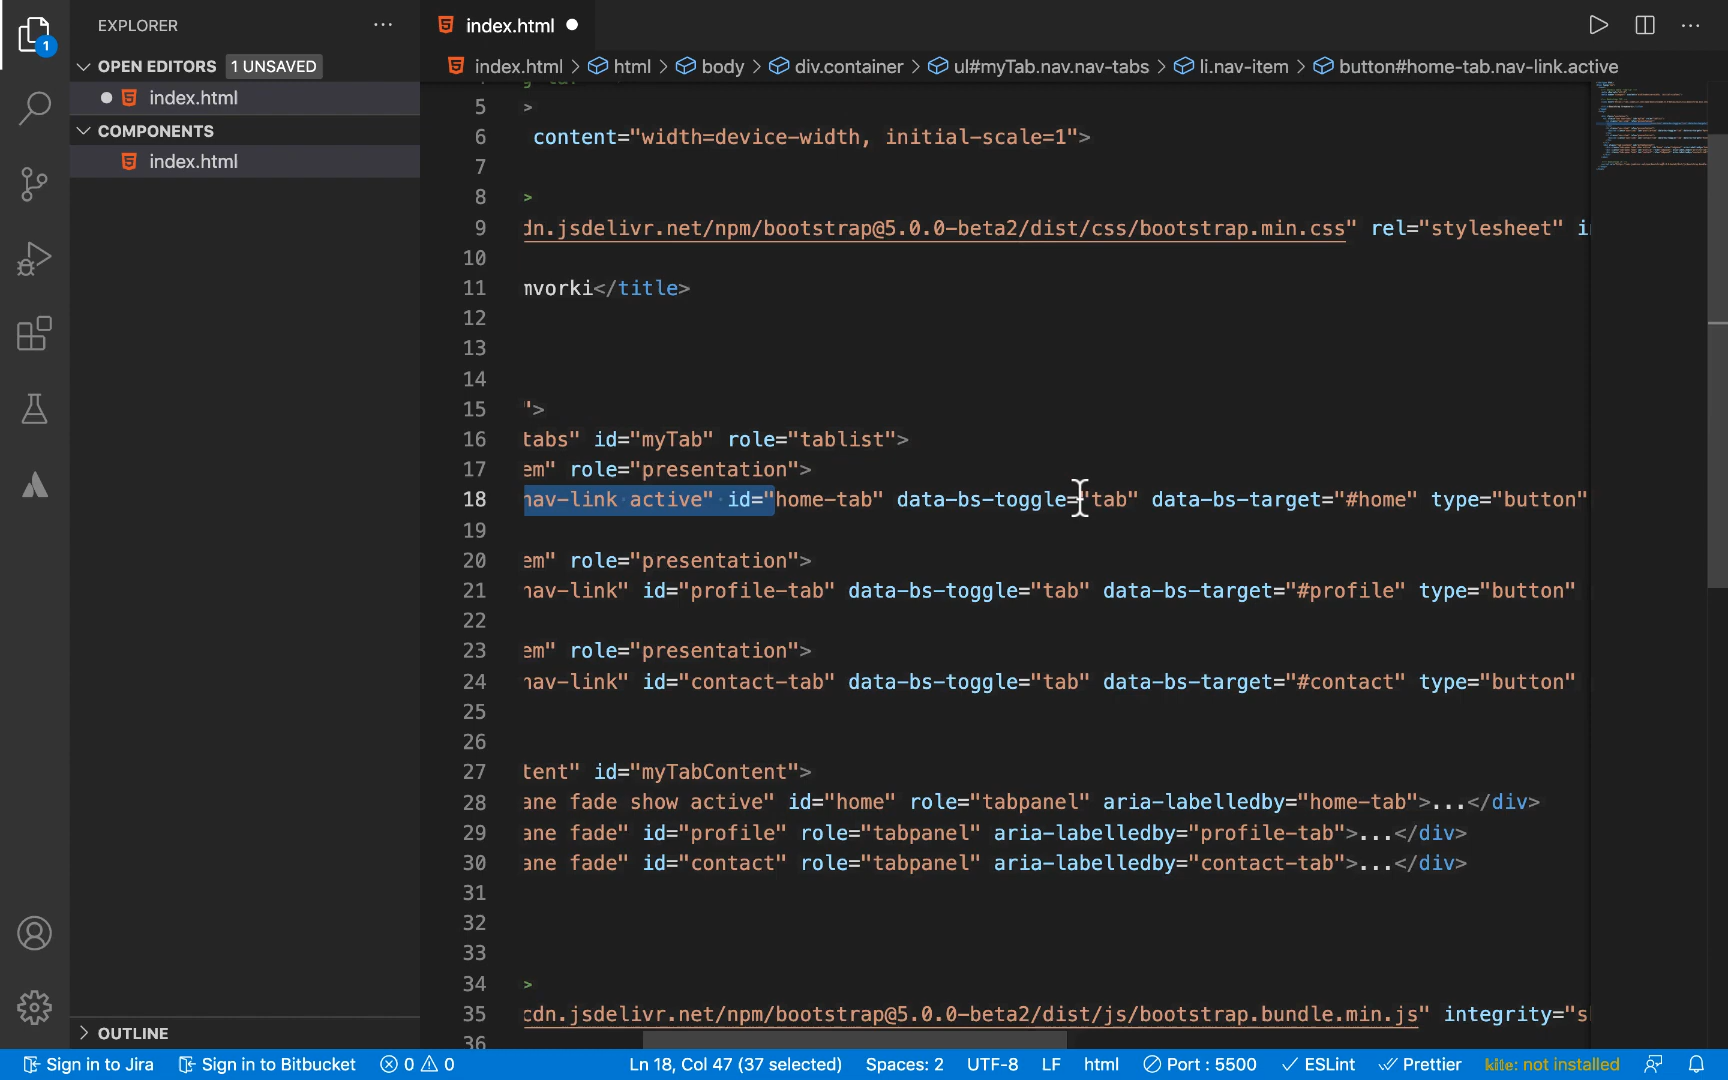 EXPLORER
index.html
OPEN EDITORS 1 UNSAVED
index.html > html > body > div.container > ul#myTab.nav.nav-tabs > li.nav-item > button#home-tab.nav-link.active
index.html
COMPONENTS
index.html
1
5 >
6 content="width=device-width, initial-scale=1">
7
8 >
9 dn.jsdelivr.net/npm/bootstrap@5.0.0-beta2/dist/css/bootstrap.min.css" rel="stylesheet" i
10
11 mvorki</title>
12
13
14
15 ">
16 tabs" id="myTab" role="tablist">
17 em" role="presentation">
18 nav-link active" id="home-tab" data-bs-toggle="tab" data-bs-target="#home" type="button"
19
20 em" role="presentation">
21 nav-link" id="profile-tab" data-bs-toggle="tab" data-bs-target="#profile" type="button"
22
23 em" role="presentation">
24 nav-link" id="contact-tab" data-bs-toggle="tab" data-bs-target="#contact" type="button"
25
26
27 tent" id="myTabContent">
28 ane fade show active" id="home" role="tabpanel" aria-labelledby="home-tab">...</div>
29 ane fade" id="profile" role="tabpanel" aria-labelledby="profile-tab">...</div>
30 ane fade" id="contact" role="tabpanel" aria-labelledby="contact-tab">...</div>
31
32
33
34 >
35 cdn.jsdelivr.net/npm/bootstrap@5.0.0-beta2/dist/js/bootstrap.bundle.min.js" integrity="s
36
OUTLINE
Sign in to Jira Sign in to Bitbucket 0 0 Ln 18, Col 47 (37 selected) Spaces: 2 UTF-8 LF html Port : 5500 ESLint Prettier kite: not installed